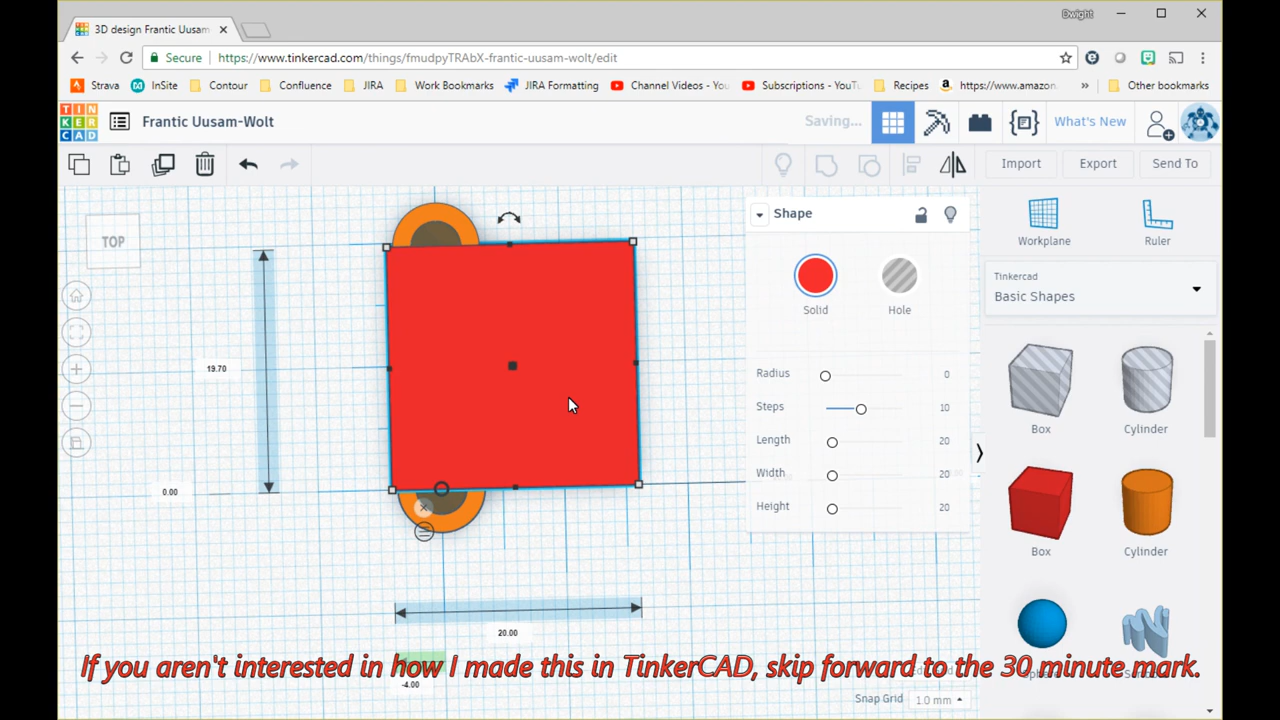 Dwight
3D design Frantic Uusam
Secure
https://www.tinkercad.com/things/fmudpyTRAbX-frantic-uusam-wolt/edit
Strava
InSite
Contour
Confluence
JIRA
Work Bookmarks
JIRA Formatting
Channel Videos - You
Subscriptions - YouTu
Recipes
https://www.amazon
»
Other bookmarks
TIN
KER
CAD
Frantic Uusam-Wolt
Saving...
What's New
Import
Export
Send To
TOP
Shape
Solid
Hole
Radius
0
Steps
10
Length
20
Width
20
Height
20
Workplane
Ruler
Tinkercad
Basic Shapes
Box
Cylinder
Box
Cylinder
19.70
0.00
20.00
-4.00
If you aren't interested in how I made this in TinkerCAD, skip forward to the 30 minute mark.
Snap Grid
1.0 mm